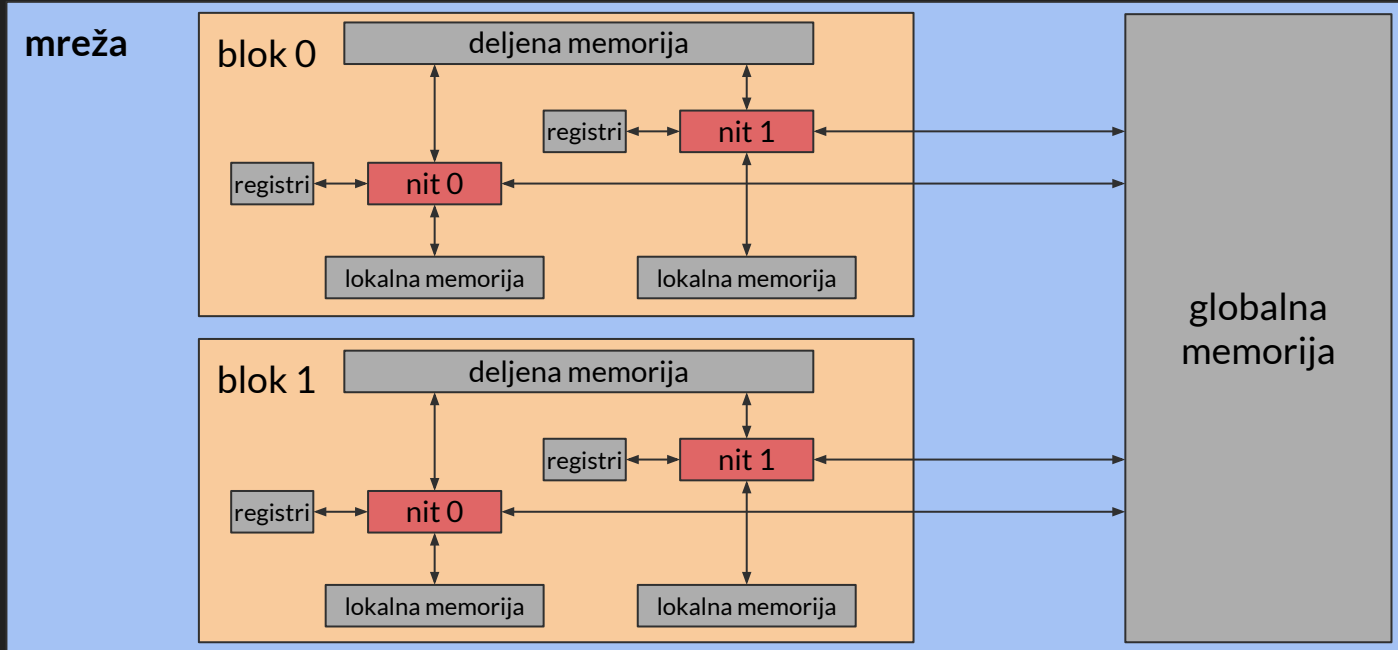 mreža
blok 0
deljena memorija
registri
nit 1
registri
nit 0
lokalna memorija
lokalna memorija
blok 1
deljena memorija
registri
nit 1
registri
nit 0
lokalna memorija
lokalna memorija
globalna
memorija